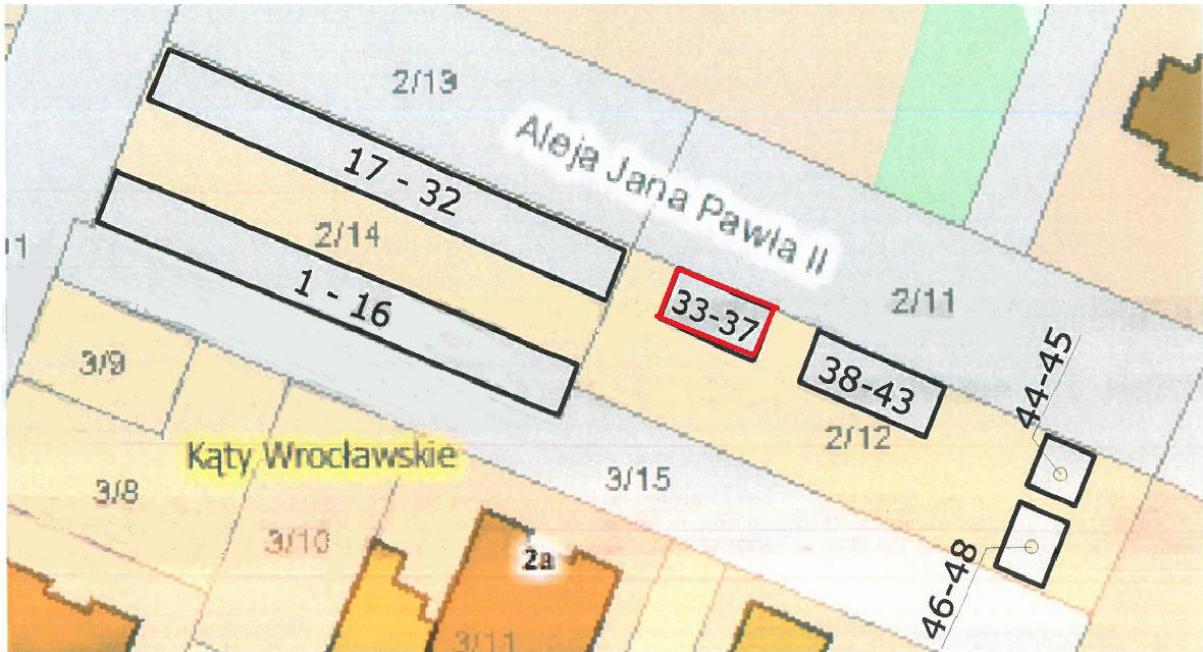 2/13
Aleja Jana Pawła II
17 - 32
2/14
1 - 16
33-37
2/11
38-43
44-45
2/12
3/9
Kąty Wrocławskie
3/15
3/8
3/10
2a
46-48
3/11